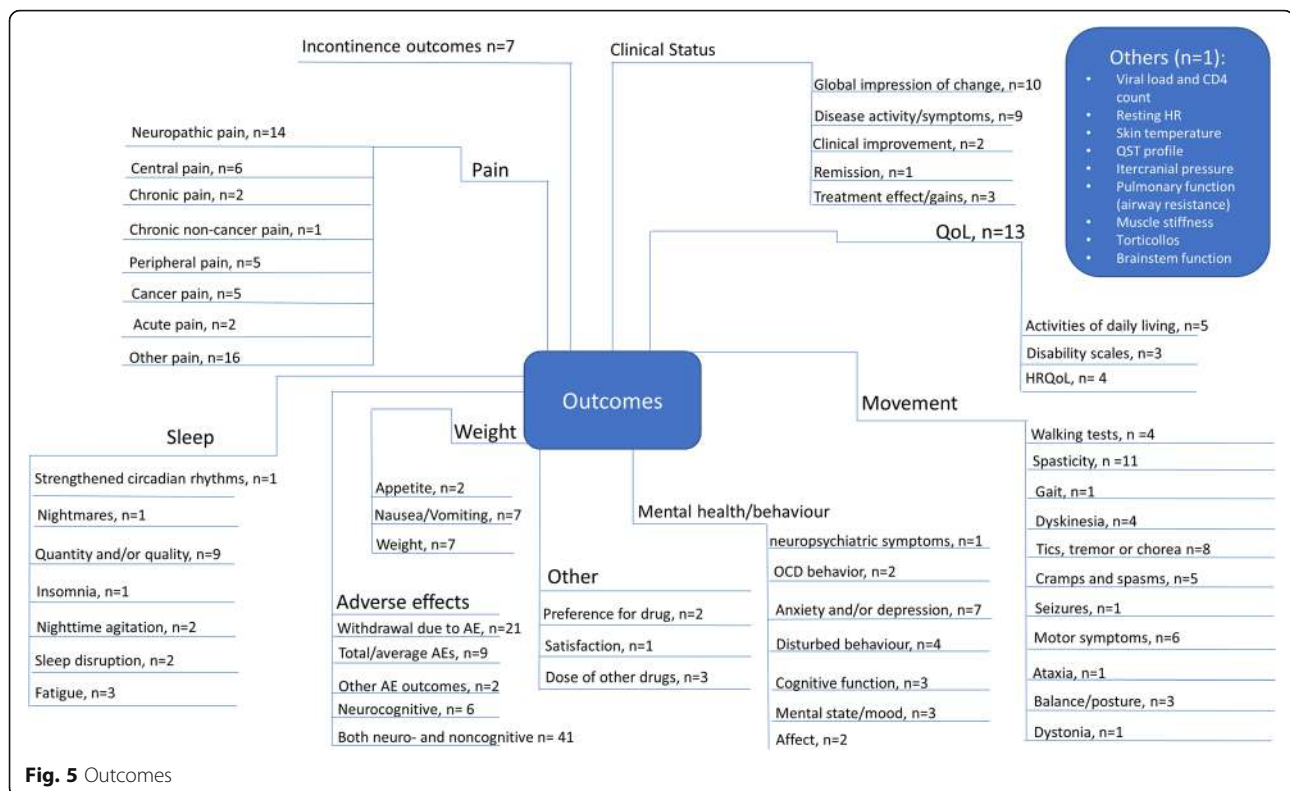 Incontinence outcomes n=7
Clinical Status
Global impression of change, n=10
Disease activity/symptoms, n=9
Clinical improvement, n=2
Remission, n=1
Treatment effect/gains, n=3
Others (n=1):
• Viral load and CD4
count
• Resting HR
• Skin temperature
• QST profile
• Itercranial pressure
• Pulmonary function
(airway resistance)
• Muscle stiffness
• Torticollos
• Brainstem function
Pain
Neuropathic pain, n=14
Central pain, n=6
Chronic pain, n=2
Chronic non-cancer pain, n=1
Peripheral pain, n=5
Cancer pain, n=5
Acute pain, n=2
Other pain, n=16
QoL, n=13
Activities of daily living, n=5
Disability scales, n=3
HRQoL, n= 4
Outcomes
Sleep
Strengthened circadian rhythms, n=1
Nightmares, n=1
Quantity and/or quality, n=9
Insomnia, n=1
Nighttime agitation, n=2
Sleep disruption, n=2
Fatigue, n=3
Weight
Appetite, n=2
Nausea/Vomiting, n=7
Weight, n=7
Adverse effects
Withdrawal due to AE, n=21
Total/average AEs, n=9
Other AE outcomes, n=2
Neurocognitive, n= 6
Both neuro- and noncognitive n= 41
Other
Preference for drug, n=2
Satisfaction, n=1
Dose of other drugs, n=3
Mental health/behaviour
neuropsychiatric symptoms, n=1
OCD behavior, n=2
Anxiety and/or depression, n=7
Disturbed behaviour, n=4
Cognitive function, n=3
Mental state/mood, n=3
Affect, n=2
Movement
Walking tests, n =4
Spasticity, n =11
Gait, n=1
Dyskinesia, n=4
Tics, tremor or chorea n=8
Cramps and spasms, n=5
Seizures, n=1
Motor symptoms, n=6
Ataxia, n=1
Balance/posture, n=3
Dystonia, n=1
Fig. 5 Outcomes